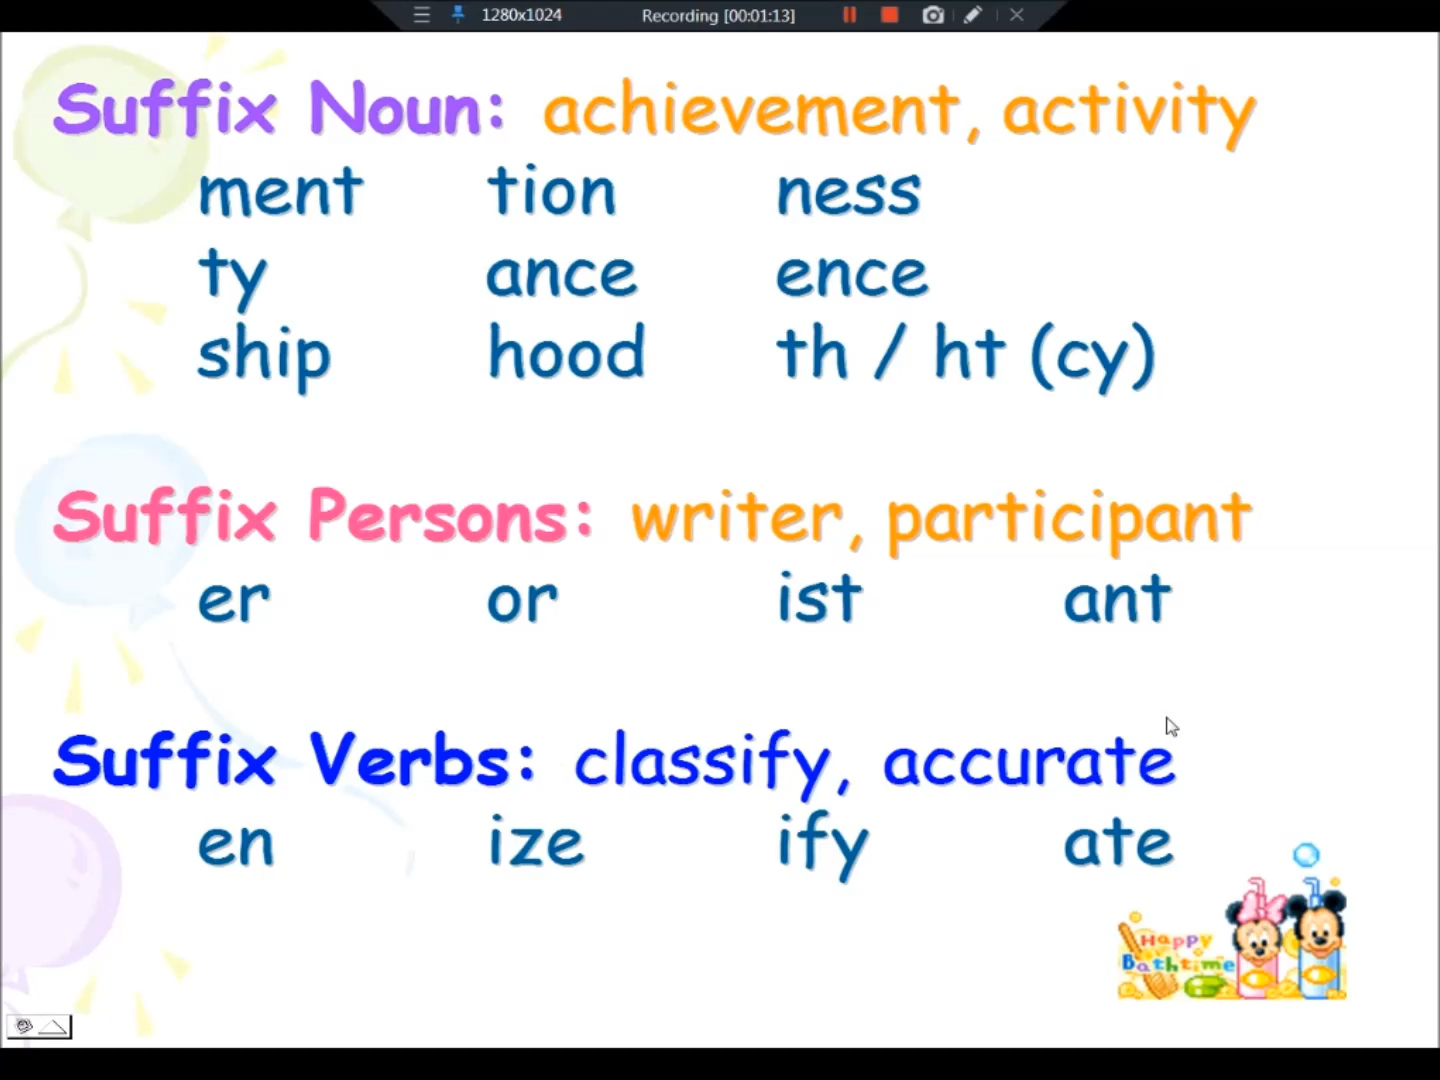 1280x1024 Recording [00:01:13]
Suffix Noun: achievement, activity
ment tion ness
ty ance ence
ship hood th / ht (cy)
Suffix Persons: writer, participant
er or ist ant
Suffix Verbs: classify, accurate
en ize ify ate
Happy
Bathtime